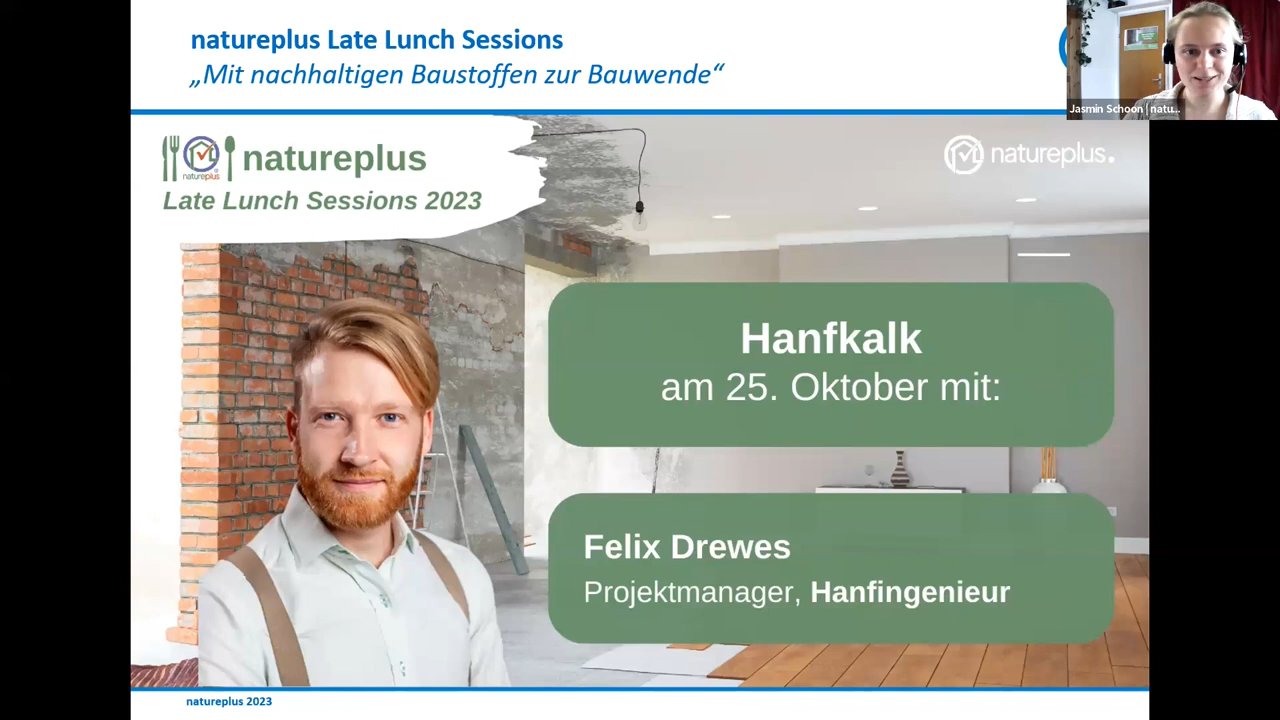 natureplus Late Lunch Sessions
„Mit nachhaltigen Baustoffen zur Bauwende“
Jasmin Schoon | natu...
natureplus
natureplus
Late Lunch Sessions 2023
natureplus.
Hanfkalk
am 25. Oktober mit:
Felix Drewes
Projektmanager, Hanfingenieur
natureplus 2023